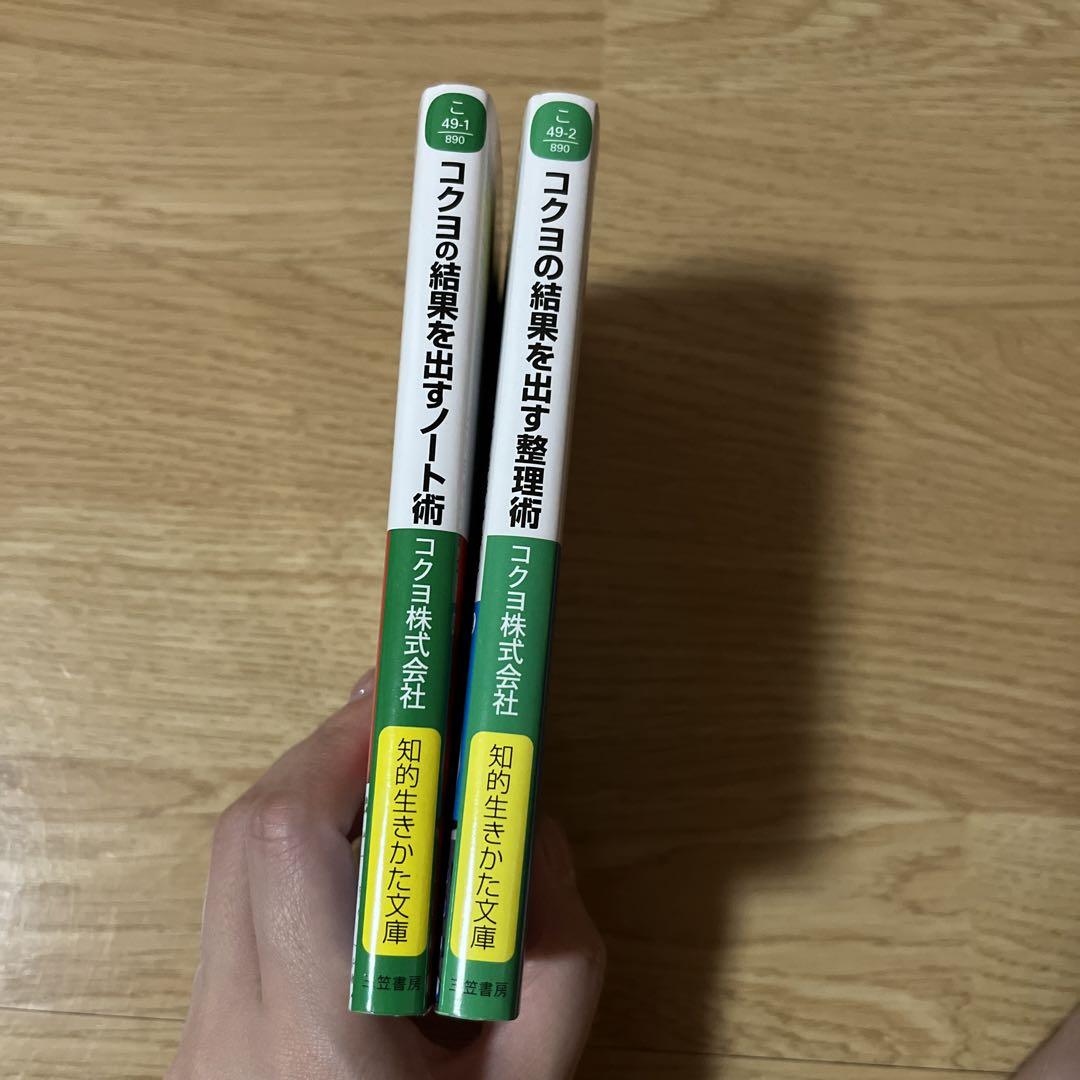 こ
49-1
890
コクヨの結果を出すノート術
コクヨ株式会社
知的生きかた文庫
三笠書房
こ
49-2
890
コクヨの結果を出す整理術
コクヨ株式会社
知的生きかた文庫
三笠書房